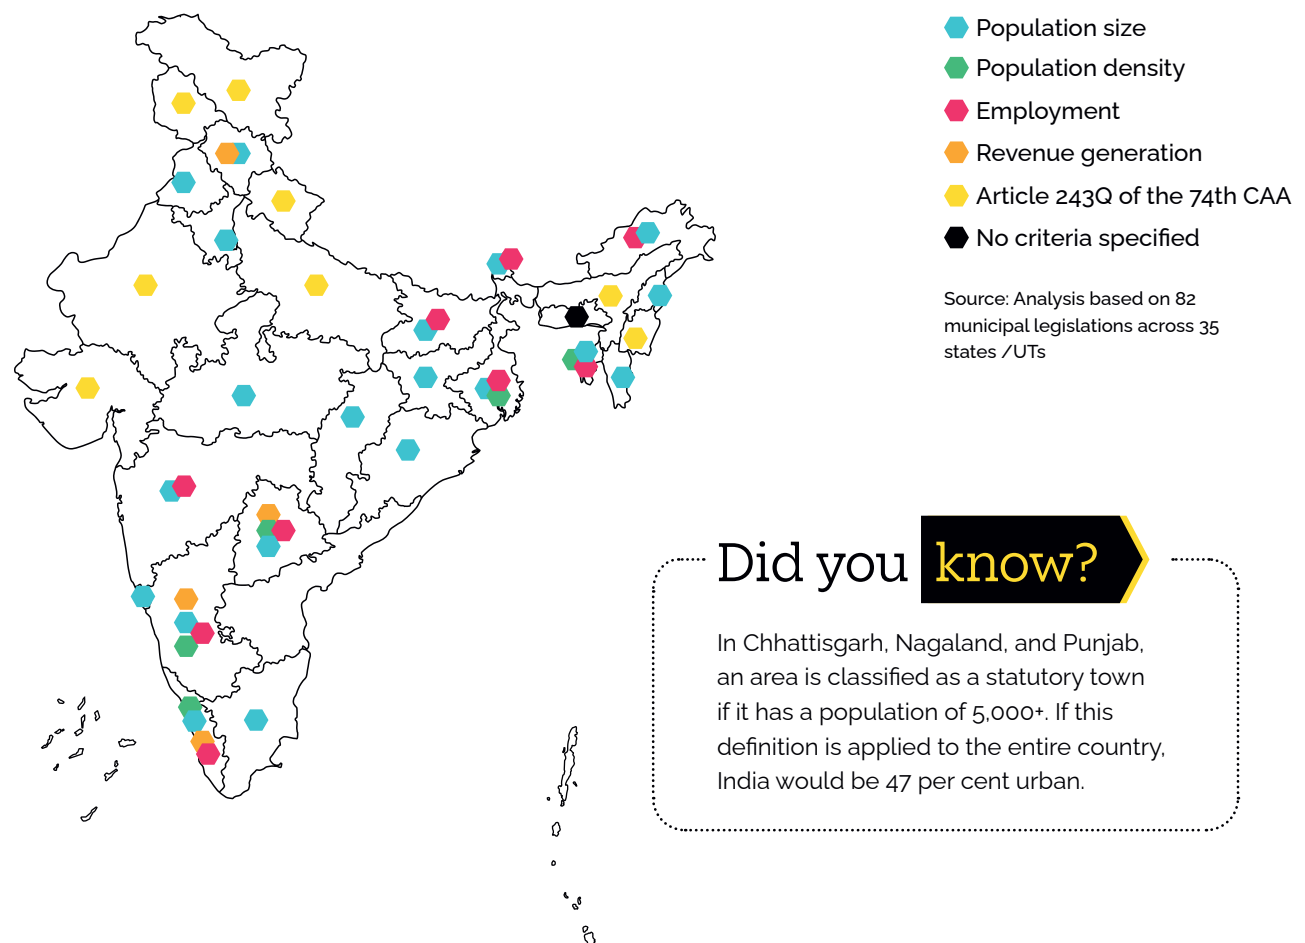 Population size
Population density
Employment
Revenue generation
Article 243Q of the 74th CAA
No criteria specified
Source: Analysis based on 82
municipal legislations across 35
states /UTs
Did you know?
In Chhattisgarh, Nagaland, and Punjab,
an area is classified as a statutory town
if it has a population of 5,000+. If this
definition is applied to the entire country,
India would be 47 per cent urban.